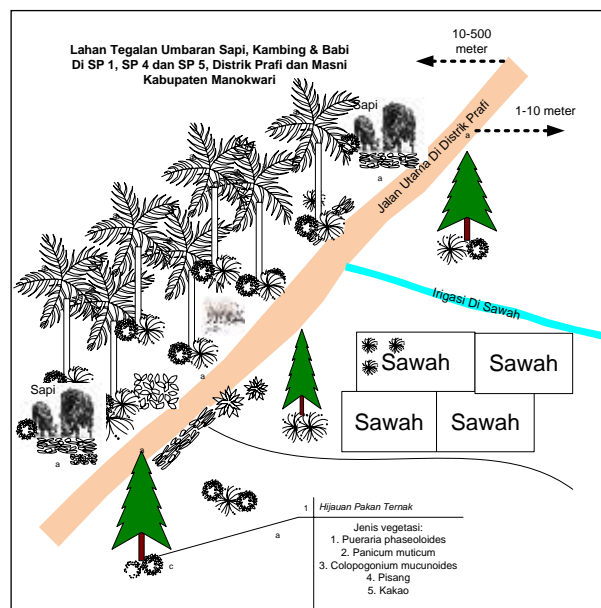 Lahan Tegalan Umbaran Sapi, Kambing & Babi
Di SP 1, SP 4 dan SP 5, Distrik Prafi dan Masni
Kabupaten Manokwari
10-500
meter
1-10 meter
a
Sapi
a
Jalan Utama Di Distrik Prafi
Irigasi Di Sawah
Sawah
Sawah
Sawah
Sawah
a
Sapi
a
a
c
a
1
Hijauan Pakan Ternak
Jenis vegetasi:
1. Pueraria phaseoloides
2. Panicum muticum
3. Colopogonium mucunoides
4. Pisang
5. Kakao